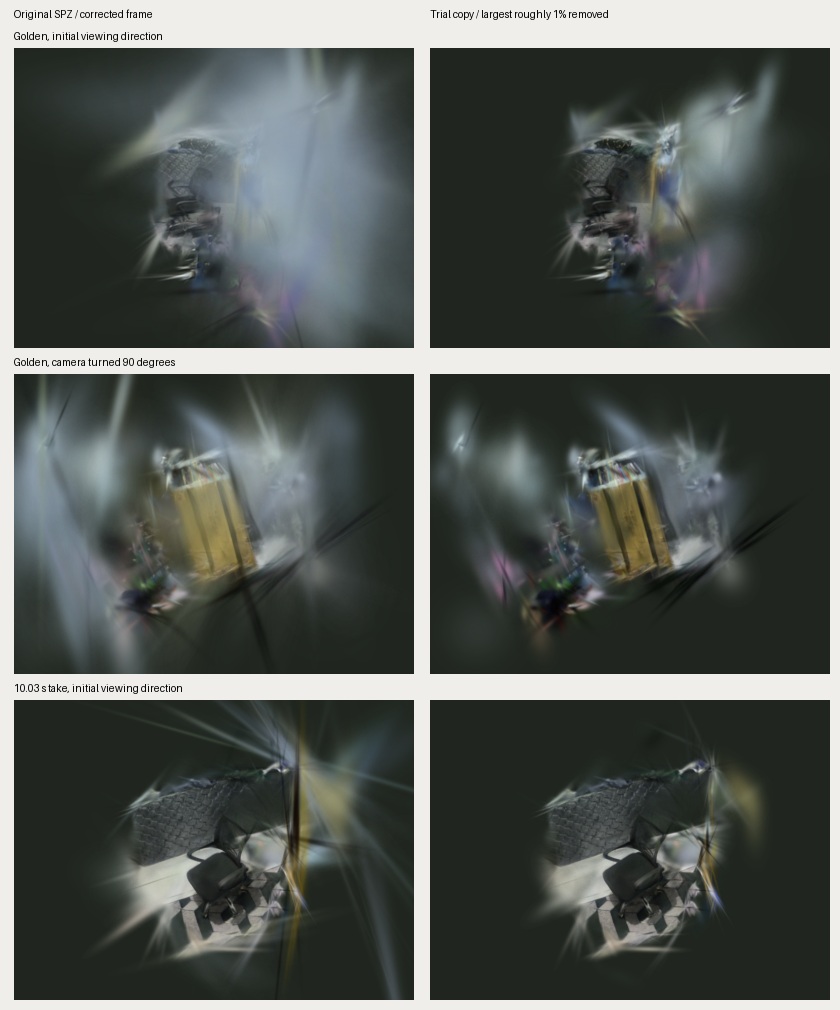 Original SPZ / corrected frame
Trial copy / largest roughly 1% removed
Golden, initial viewing direction
Golden, camera turned 90 degrees
10.03 s take, initial viewing direction